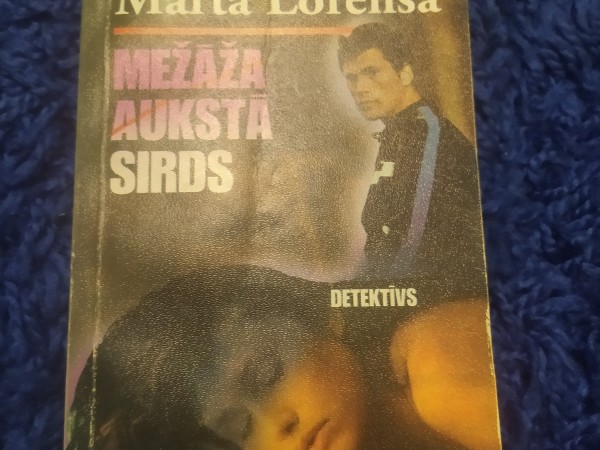 Marta Lorensa
MEŽĀŽA
AUKSTĀ
SIRDS
DETEKTĪVS